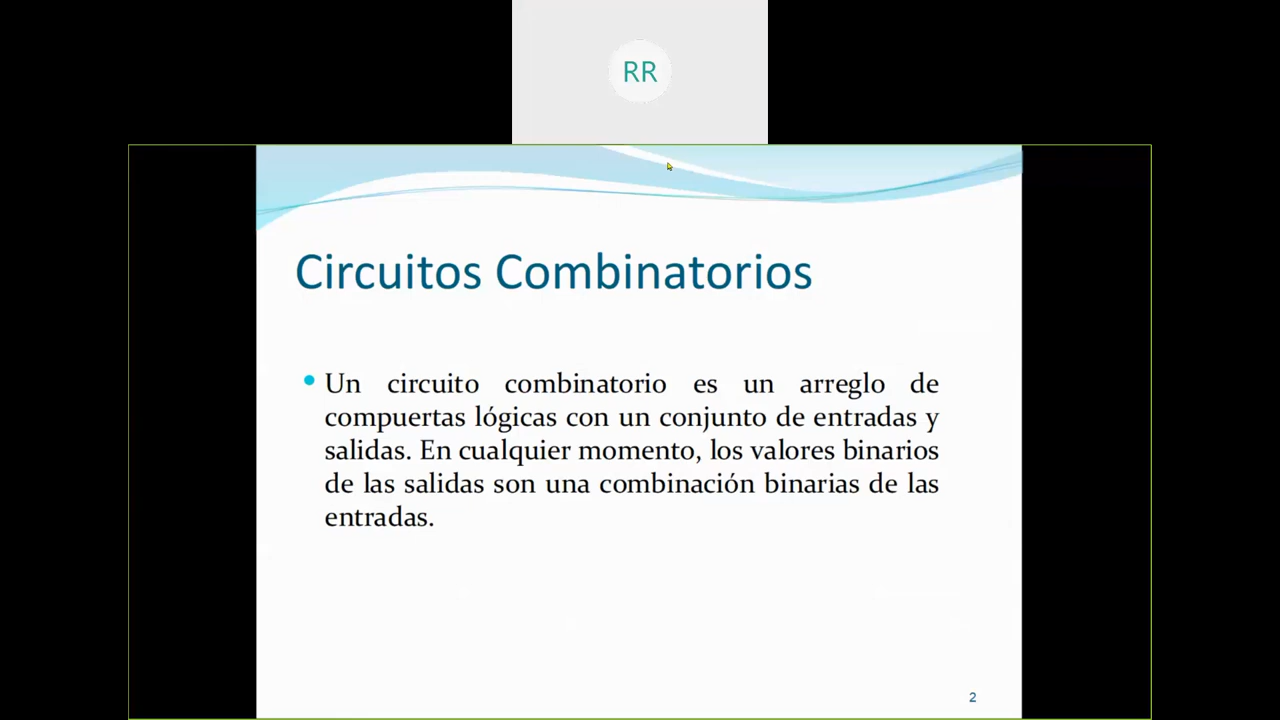 RR
Circuitos Combinatorios
Un circuito combinatorio es un arreglo de
compuertas lógicas con un conjunto de entradas y
salidas. En cualquier momento, los valores binarios
de las salidas son una combinación binarias de las
entradas.
2